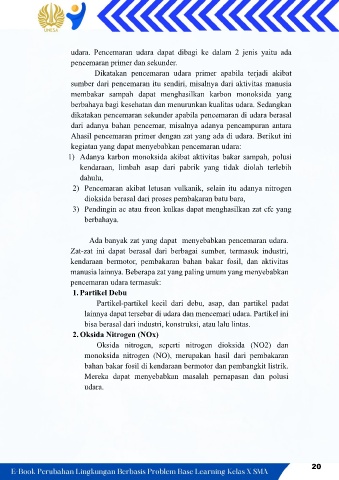 UNESA
udara. Pencemaran udara dapat dibagi ke dalam 2 jenis yaitu ada
pencemaran primer dan sekunder.
Dikatakan pencemaran udara primer apabila terjadi akibat
sumber dari pencemaran itu sendiri, misalnya dari aktivitas manusia
membakar sampah dapat menghasilkan karbon monoksida yang
berbahaya bagi kesehatan dan menurunkan kualitas udara. Sedangkan
dikatakan pencemaran sekunder apabila pencemaran di udara berasal
dari adanya bahan pencemar, misalnya adanya pencampuran antara
Ahasil pencemaran primer dengan zat yang ada di udara. Berikut ini
kegiatan yang dapat menyebabkan pencemaran udara:
1) Adanya karbon monoksida akibat aktivitas bakar sampah, polusi
kendaraan, limbah asap dari pabrik yang tidak diolah terlebih
dahulu,
2) Pencemaran akibat letusan vulkanik, selain itu adanya nitrogen
dioksida berasal dari proses pembakaran batu bara,
3) Pendingin ac atau freon kulkas dapat menghasilkan zat cfc yang
berbahaya.
Ada banyak zat yang dapat menyebabkan pencemaran udara.
Zat-zat ini dapat berasal dari berbagai sumber, termasuk industri,
kendaraan bermotor, pembakaran bahan bakar fosil, dan aktivitas
manusia lainnya. Beberapa zat yang paling umum yang menyebabkan
pencemaran udara termasuk:
1. Partikel Debu
Partikel-partikel kecil dari debu, asap, dan partikel padat
lainnya dapat tersebar di udara dan mencemari udara. Partikel ini
bisa berasal dari industri, konstruksi, atau lalu lintas.
2. Oksida Nitrogen (NOx)
Oksida nitrogen, seperti nitrogen dioksida (NO2) dan
monoksida nitrogen (NO), merupakan hasil dari pembakaran
bahan bakar fosil di kendaraan bermotor dan pembangkit listrik.
Mereka dapat menyebabkan masalah pernapasan dan polusi
udara.
E-Book Perubahan Lingkungan Berbasis Problem Base Learning Kelas X SMA
20